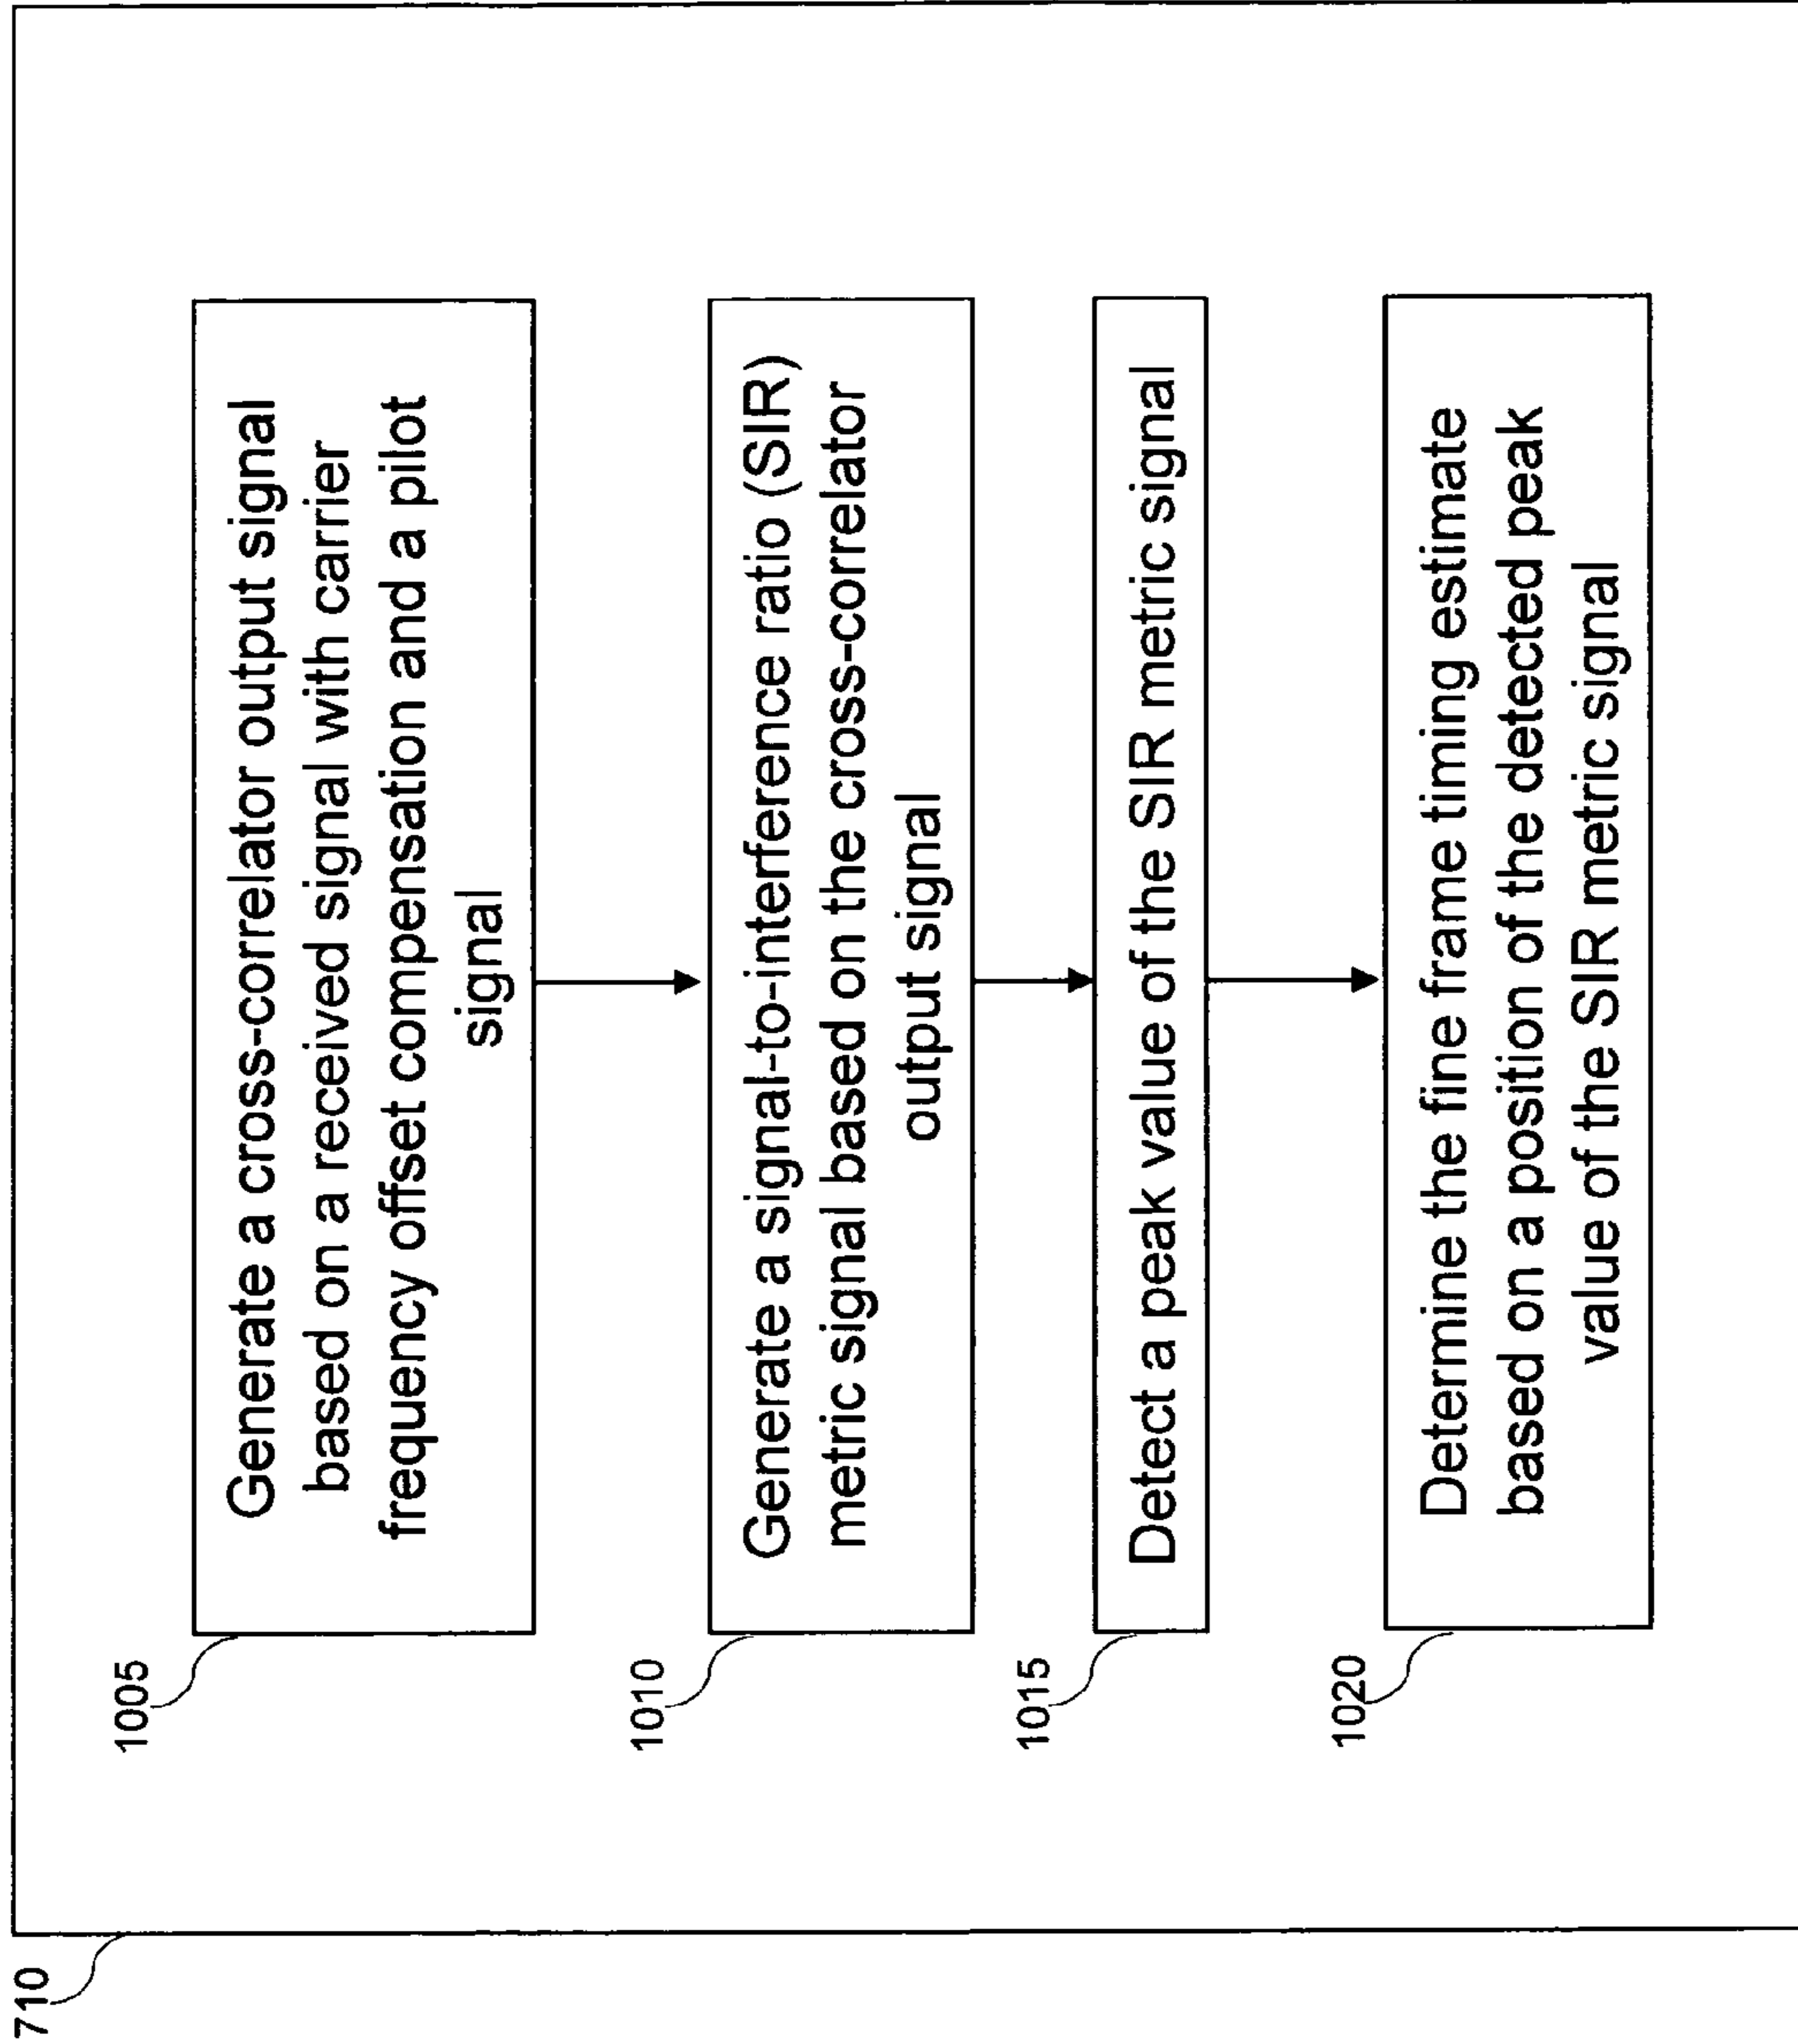 710
1005
Generate a cross-correlator output signal
based on a received signal with carrier
frequency offset compensation and a pilot
signal
1010
Generate a signal-to-interference ratio (SIR)
metric signal based on the cross-correlator
output signal
1015
Detect a peak value of the SIR metric signal
1020
Determine the fine frame timing estimate
based on a position of the detected peak
value of the SIR metric signal